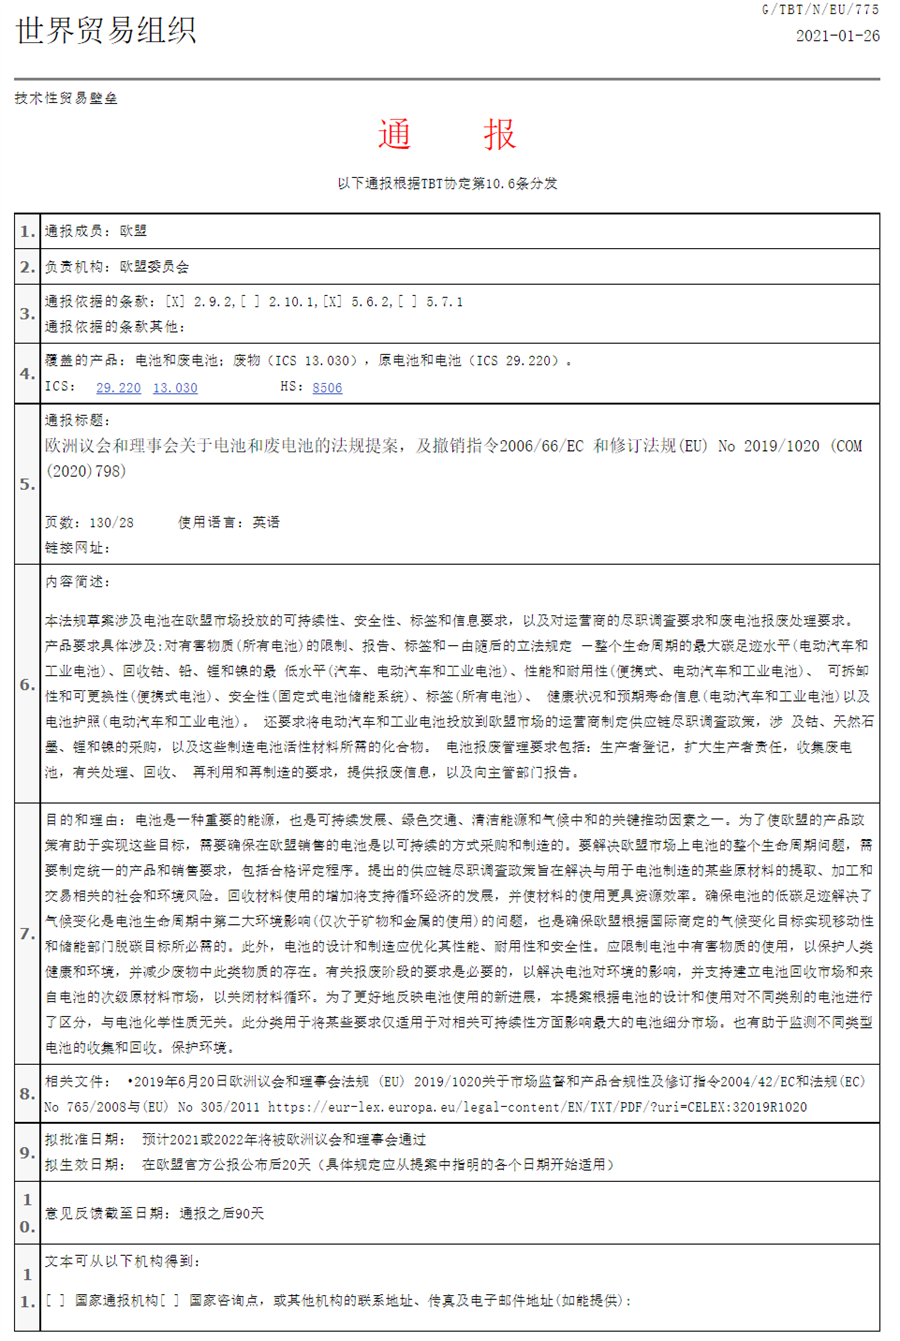 G/TBT/N/EU/775
世界贸易组织
2021-01-26
技术性贸易壁垒
通 报
以下通报根据TBT协定第10.6条分发
1. 通报成员: 欧盟
2. 负责机构: 欧盟委员会
3. 通报依据的条款: [X] 2.9.2,[ ] 2.10.1,[X] 5.6.2,[ ] 5.7.1
通报依据的条款其他:
4. 覆盖的产品: 电池和废电池; 废物（ICS 13.030），原电池和电池（ICS 29.220）。
ICS: 29.220 13.030 HS: 8506
5. 通报标题:
欧洲议会和理事会关于电池和废电池的法规提案，及撤销指令2006/66/EC 和修订法规(EU) No 2019/1020 (COM
(2020)798)
页数: 130/28 使用语言: 英语
链接网址:
6. 内容简述:
本法规草案涉及电池在欧盟市场投放的可持续性、安全性、标签和信息要求，以及对运营商的尽职调查要求和废电池报废处理要求。
产品要求具体涉及:对有害物质(所有电池)的限制、报告、标签和一由随后的立法规定 一整个生命周期的最大碳足迹水平(电动汽车和
工业电池)、回收钴、铅、锂和镍的最 低水平(汽车、电动汽车和工业电池)、性能和耐用性(便携式、电动汽车和工业电池)、 可拆卸
性和可更换性(便携式电池)、安全性(固定式电池储能系统)、标签(所有电池)、 健康状况和预期寿命信息(电动汽车和工业电池)以及
电池护照(电动汽车和工业电池)。 还要求将电动汽车和工业电池投放到欧盟市场的运营商制定供应链尽职调查政策，涉 及钴、天然石
墨、锂和镍的采购，以及这些制造电池活性材料所需的化合物。 电池报废管理要求包括: 生产者登记，扩大生产者责任，收集废电
池，有关处理、回收、 再利用和再制造的要求，提供报废信息，以及向主管部门报告。
7. 目的和理由: 电池是一种重要的能源，也是可持续发展、绿色交通、清洁能源和气候中和的关键推动因素之一。为了使欧盟的产品政
策有助于实现这些目标，需要确保在欧盟销售的电池是以可持续的方式采购和制造的。要解决欧盟市场上电池的整个生命周期问题，需
要制定统一的产品和销售要求，包括合格评定程序。提出的供应链尽职调查政策旨在解决与用于电池制造的某些原材料的提取、加工和
交易相关的社会和环境风险。回收材料使用的增加将支持循环经济的发展，并使材料的使用更具资源效率。确保电池的低碳足迹解决了
气候变化是电池生命周期中第二大环境影响(仅次于矿物和金属的使用)的问题，也是确保欧盟根据国际商定的气候变化目标实现移动性
和储能部门脱碳目标所必需的。此外，电池的设计和制造应优化其性能、耐用性和安全性。应限制电池中有害物质的使用，以保护人类
健康和环境，并减少废物中此类物质的存在。有关报废阶段的要求是必要的，以解决电池对环境的影响，并支持建立电池回收市场和来
自电池的次级原材料市场，以关闭材料循环。为了更好地反映电池使用的新进展，本提案根据电池的设计和使用对不同类别的电池进行
了区分，与电池化学性质无关。此分类用于将某些要求仅适用于对相关可持续性方面影响最大的电池细分市场。也有助于监测不同类型
电池的收集和回收。保护环境。
8. 相关文件: •2019年6月20日欧洲议会和理事会法规 (EU) 2019/1020关于市场监督和产品合规性及修订指令2004/42/EC和法规(EC)
No 765/2008与(EU) No 305/2011 https://eur-lex.europa.eu/legal-content/EN/TXT/PDF/?uri=CELEX:32019R1020
9. 拟批准日期: 预计2021或2022年将被欧洲议会和理事会通过
拟生效日期: 在欧盟官方公报公布后20天（具体规定应从提案中指明的各个日期开始适用）
10. 意见反馈截至日期: 通报之后90天
11. 文本可从以下机构得到:
[ ] 国家通报机构[ ] 国家咨询点，或其他机构的联系地址、传真及电子邮件地址(如能提供):